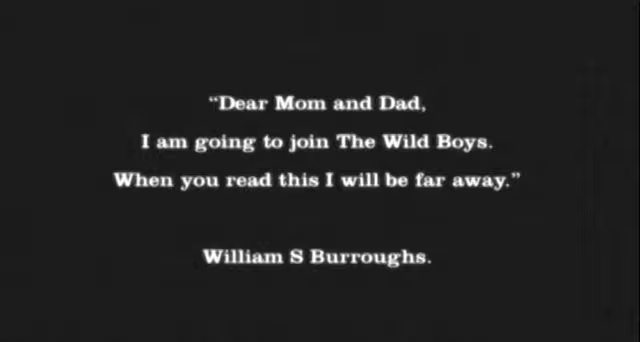 “Dear Mom and Dad,
I am going to join The Wild Boys.
When you read this I will be far away.”
William S Burroughs.